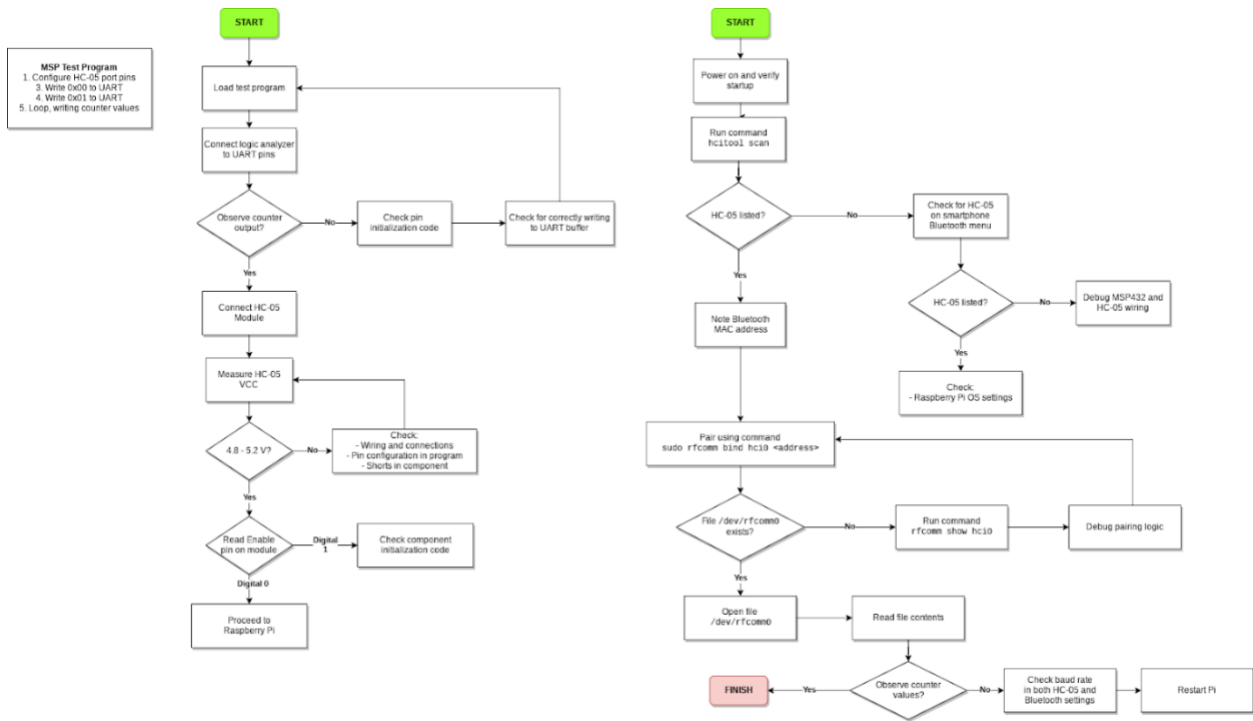 MSP Test Program
1. Configure HC-05 port pins
3. Write 0x00 to UART
4. Write 0x01 to UART
5. Loop, writing counter values
START
Load test program
Connect logic analyzer
to UART pins
Observe counter
output?
No
Check pin
initialization code
Check for correctly writing
to UART buffer
Yes
Connect HC-05
Module
Measure HC-05
VCC
4.8 - 5.2 V?
No
Check:
- Wiring and connections
- Pin configuration in program
- Shorts in component
Yes
Read Enable
pin on module
Digital
1
Check component
initialization code
Digital 0
Proceed to
Raspberry Pi
START
Power on and verify
startup
Run command
hcitool scan
HC-05 listed?
No
Check for HC-05
on smartphone
Bluetooth menu
HC-05 listed?
No
Debug MSP432 and
HC-05 wiring
Yes
Check:
- Raspberry Pi OS settings
Yes
Note Bluetooth
MAC address
Pair using command
sudo rfcomm bind hci0 <address>
File /dev/rfcomm0
exists?
No
Run command
rfcomm show hci0
Debug pairing logic
Yes
Open file
/dev/rfcomm0
Read file contents
Observe counter
values?
Yes
FINISH
No
Check baud rate
in both HC-05 and
Bluetooth settings
Restart Pi